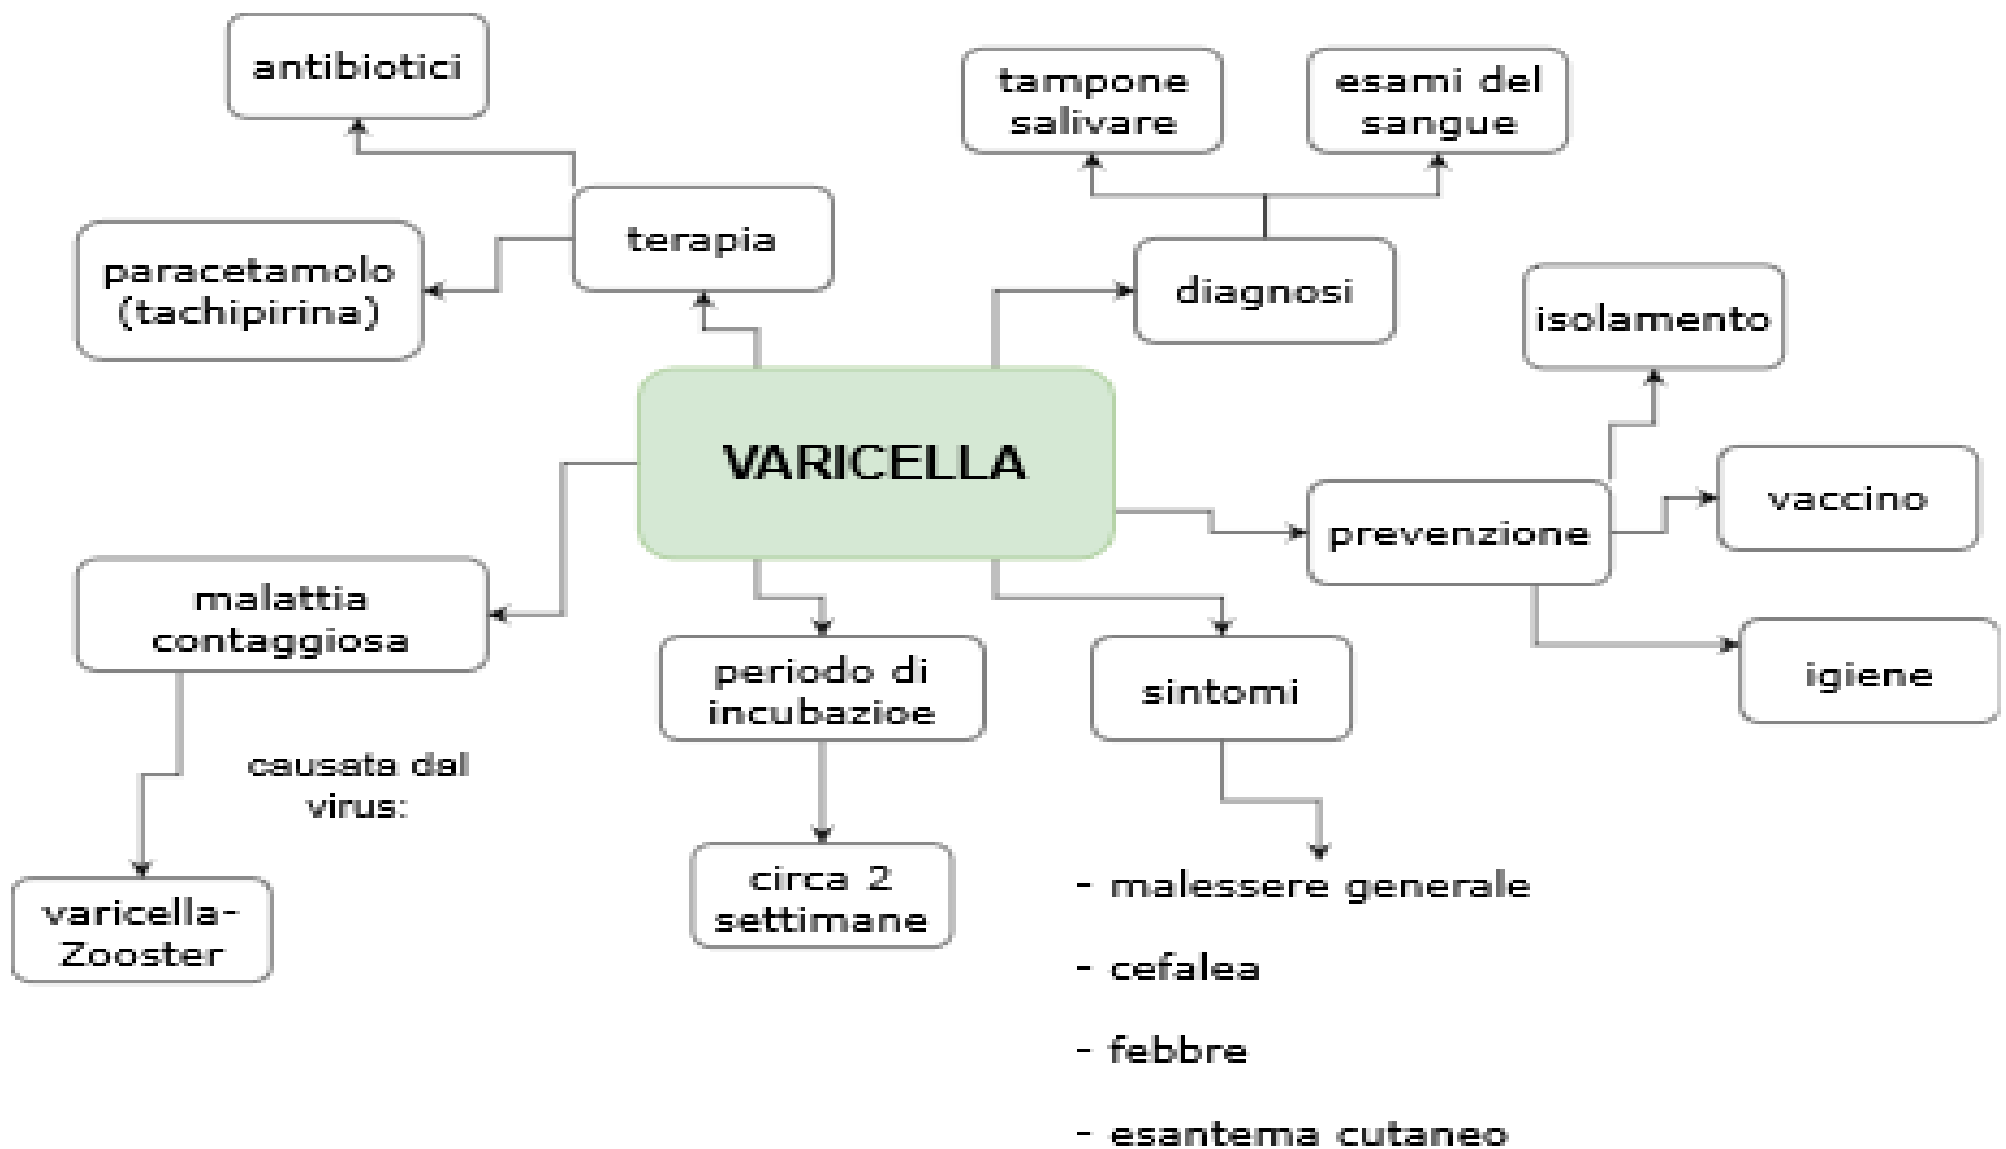 antibiotici
tampone
salivare
esami del
sangue
terapia
paracetamolo
(tachipirina)
diagnosi
isolamento
VARICELLA
vaccino
prevenzione
malattia
contaggiosa
periodo di
incubazioe
sintomi
igiene
causata dal
virus:
circa 2
settimane
varicella-
Zooster
- malessere generale
- cefalea
- febbre
- esantema cutaneo